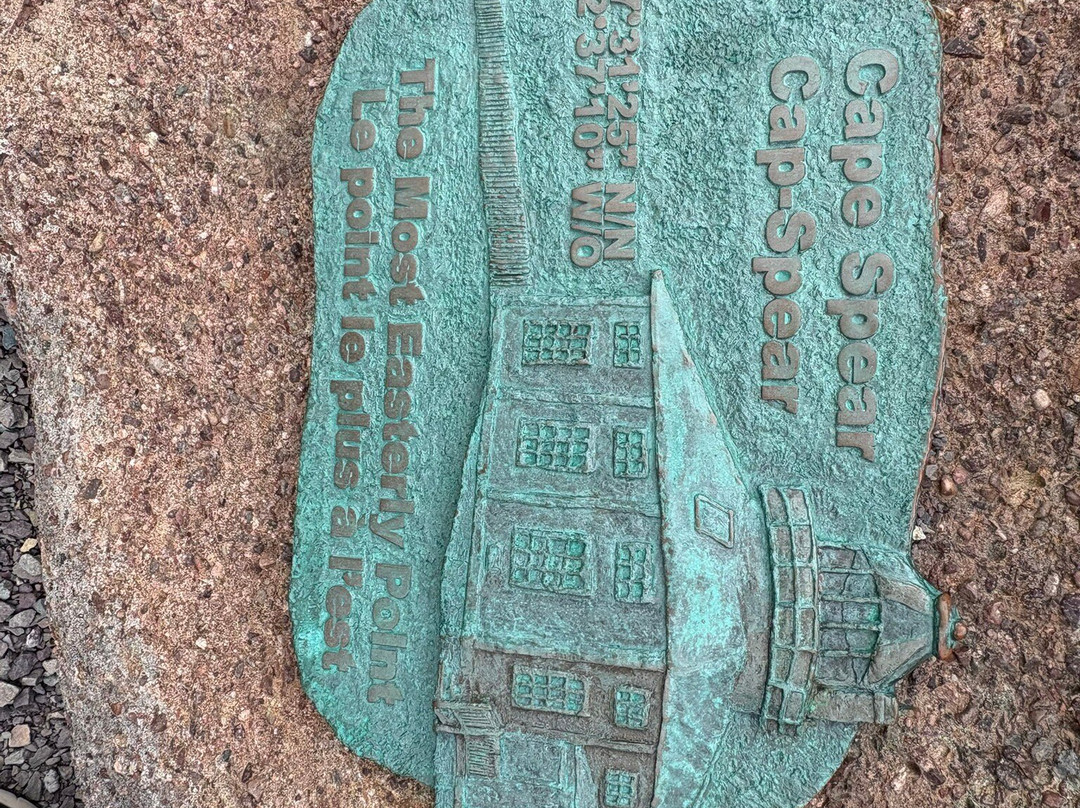 Cape Spear
Cap-Spear
7°31'25" N/N
2°37'10" W/O
The Most Easterly Point
Le point le plus à l'est